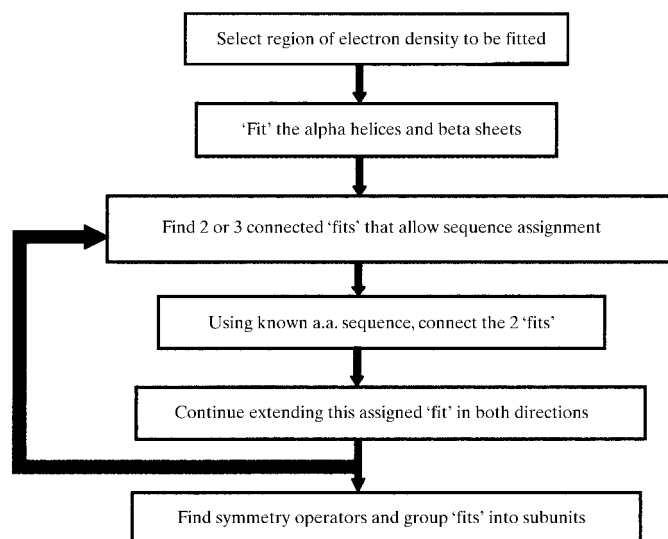 Select region of electron density to be fitted
'Fit' the alpha helices and beta sheets
Find 2 or 3 connected 'fits' that allow sequence assignment
Using known a.a. sequence, connect the 2 'fits'
Continue extending this assigned 'fit' in both directions
Find symmetry operators and group 'fits' into subunits